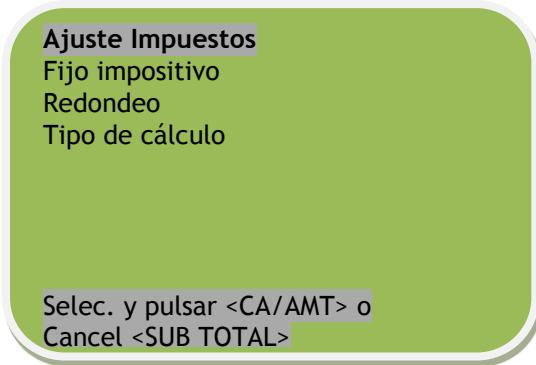 Ajuste Impuestos
Fijo impositivo
Redondeo
Tipo de cálculo
Selec. y pulsar <CA/AMT> o
Cancel <SUB TOTAL>